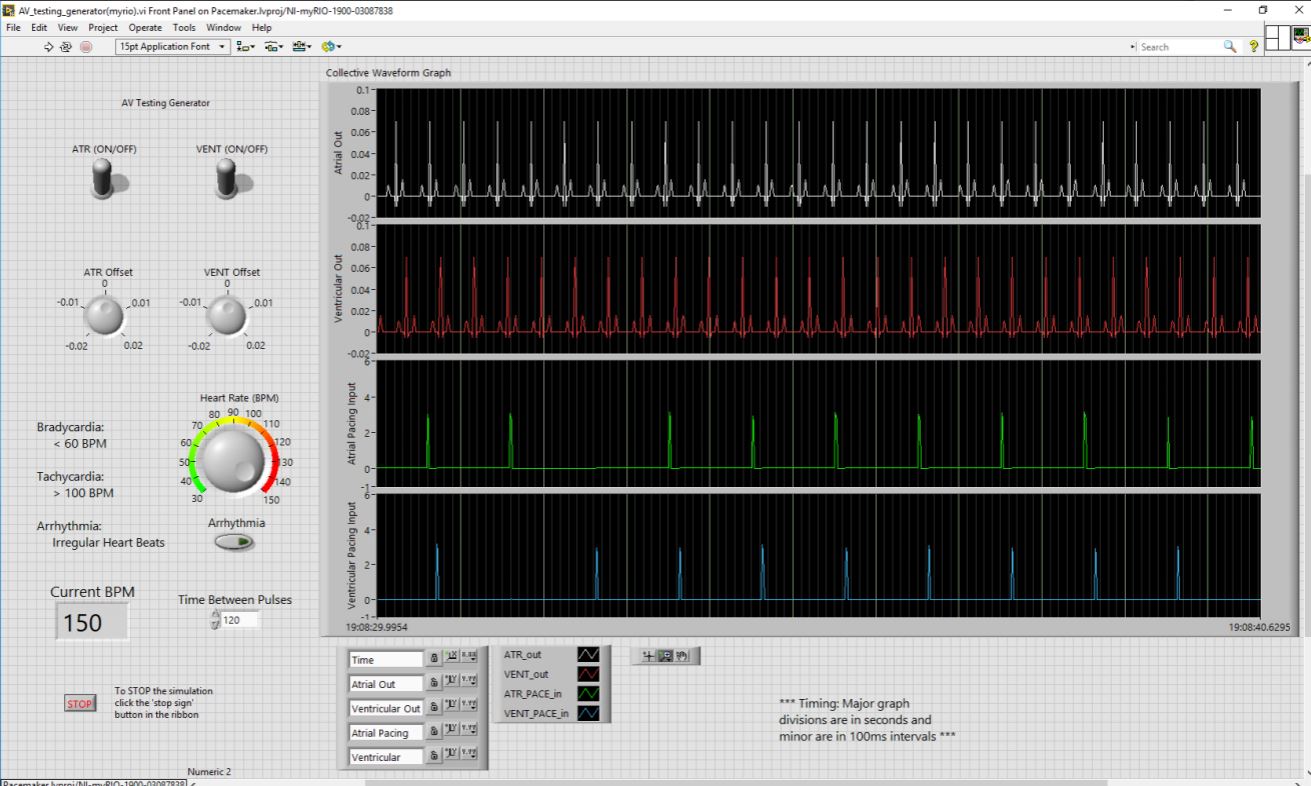 AV_testing_generator(myrio).vi Front Panel on Pacemaker.lvproj/NI-myRIO-1900-03087838
File Edit View Project Operate Tools Window Help
15pt Application Font
Search
?
Collective Waveform Graph
AV Testing Generator
ATR (ON/OFF) VENT (ON/OFF)
ATR Offset VENT Offset
0 0
-0.01 0.01 -0.01 0.01
-0.02 0.02 -0.02 0.02
Heart Rate (BPM)
30 40 50 60 70 80 90 100 110 120 130 140 150
Bradycardia:
< 60 BPM
Tachycardia:
> 100 BPM
Arrhythmia:
Irregular Heart Beats
Arrhythmia
Current BPM
150
Time Between Pulses
120
STOP
To STOP the simulation
click the 'stop sign'
button in the ribbon
Numeric 2
Atrial Out
0.1
0.08
0.06
0.04
0.02
0
-0.02
Ventricular Out
0.1
0.08
0.06
0.04
0.02
0
-0.02
Atrial Pacing Input
6
4
2
0
-1
Ventricular Pacing Input
6
4
2
0
-1
19:08:29.9954 19:08:40.6295
Time
Atrial Out
Ventricular Out
Atrial Pacing
Ventricular
ATR_out
VENT_out
ATR_PACE_in
VENT_PACE_in
*** Timing: Major graph
divisions are in seconds and
minor are in 100ms intervals ***
Pacemaker.lvproj/NI-myRIO-1900-03087838